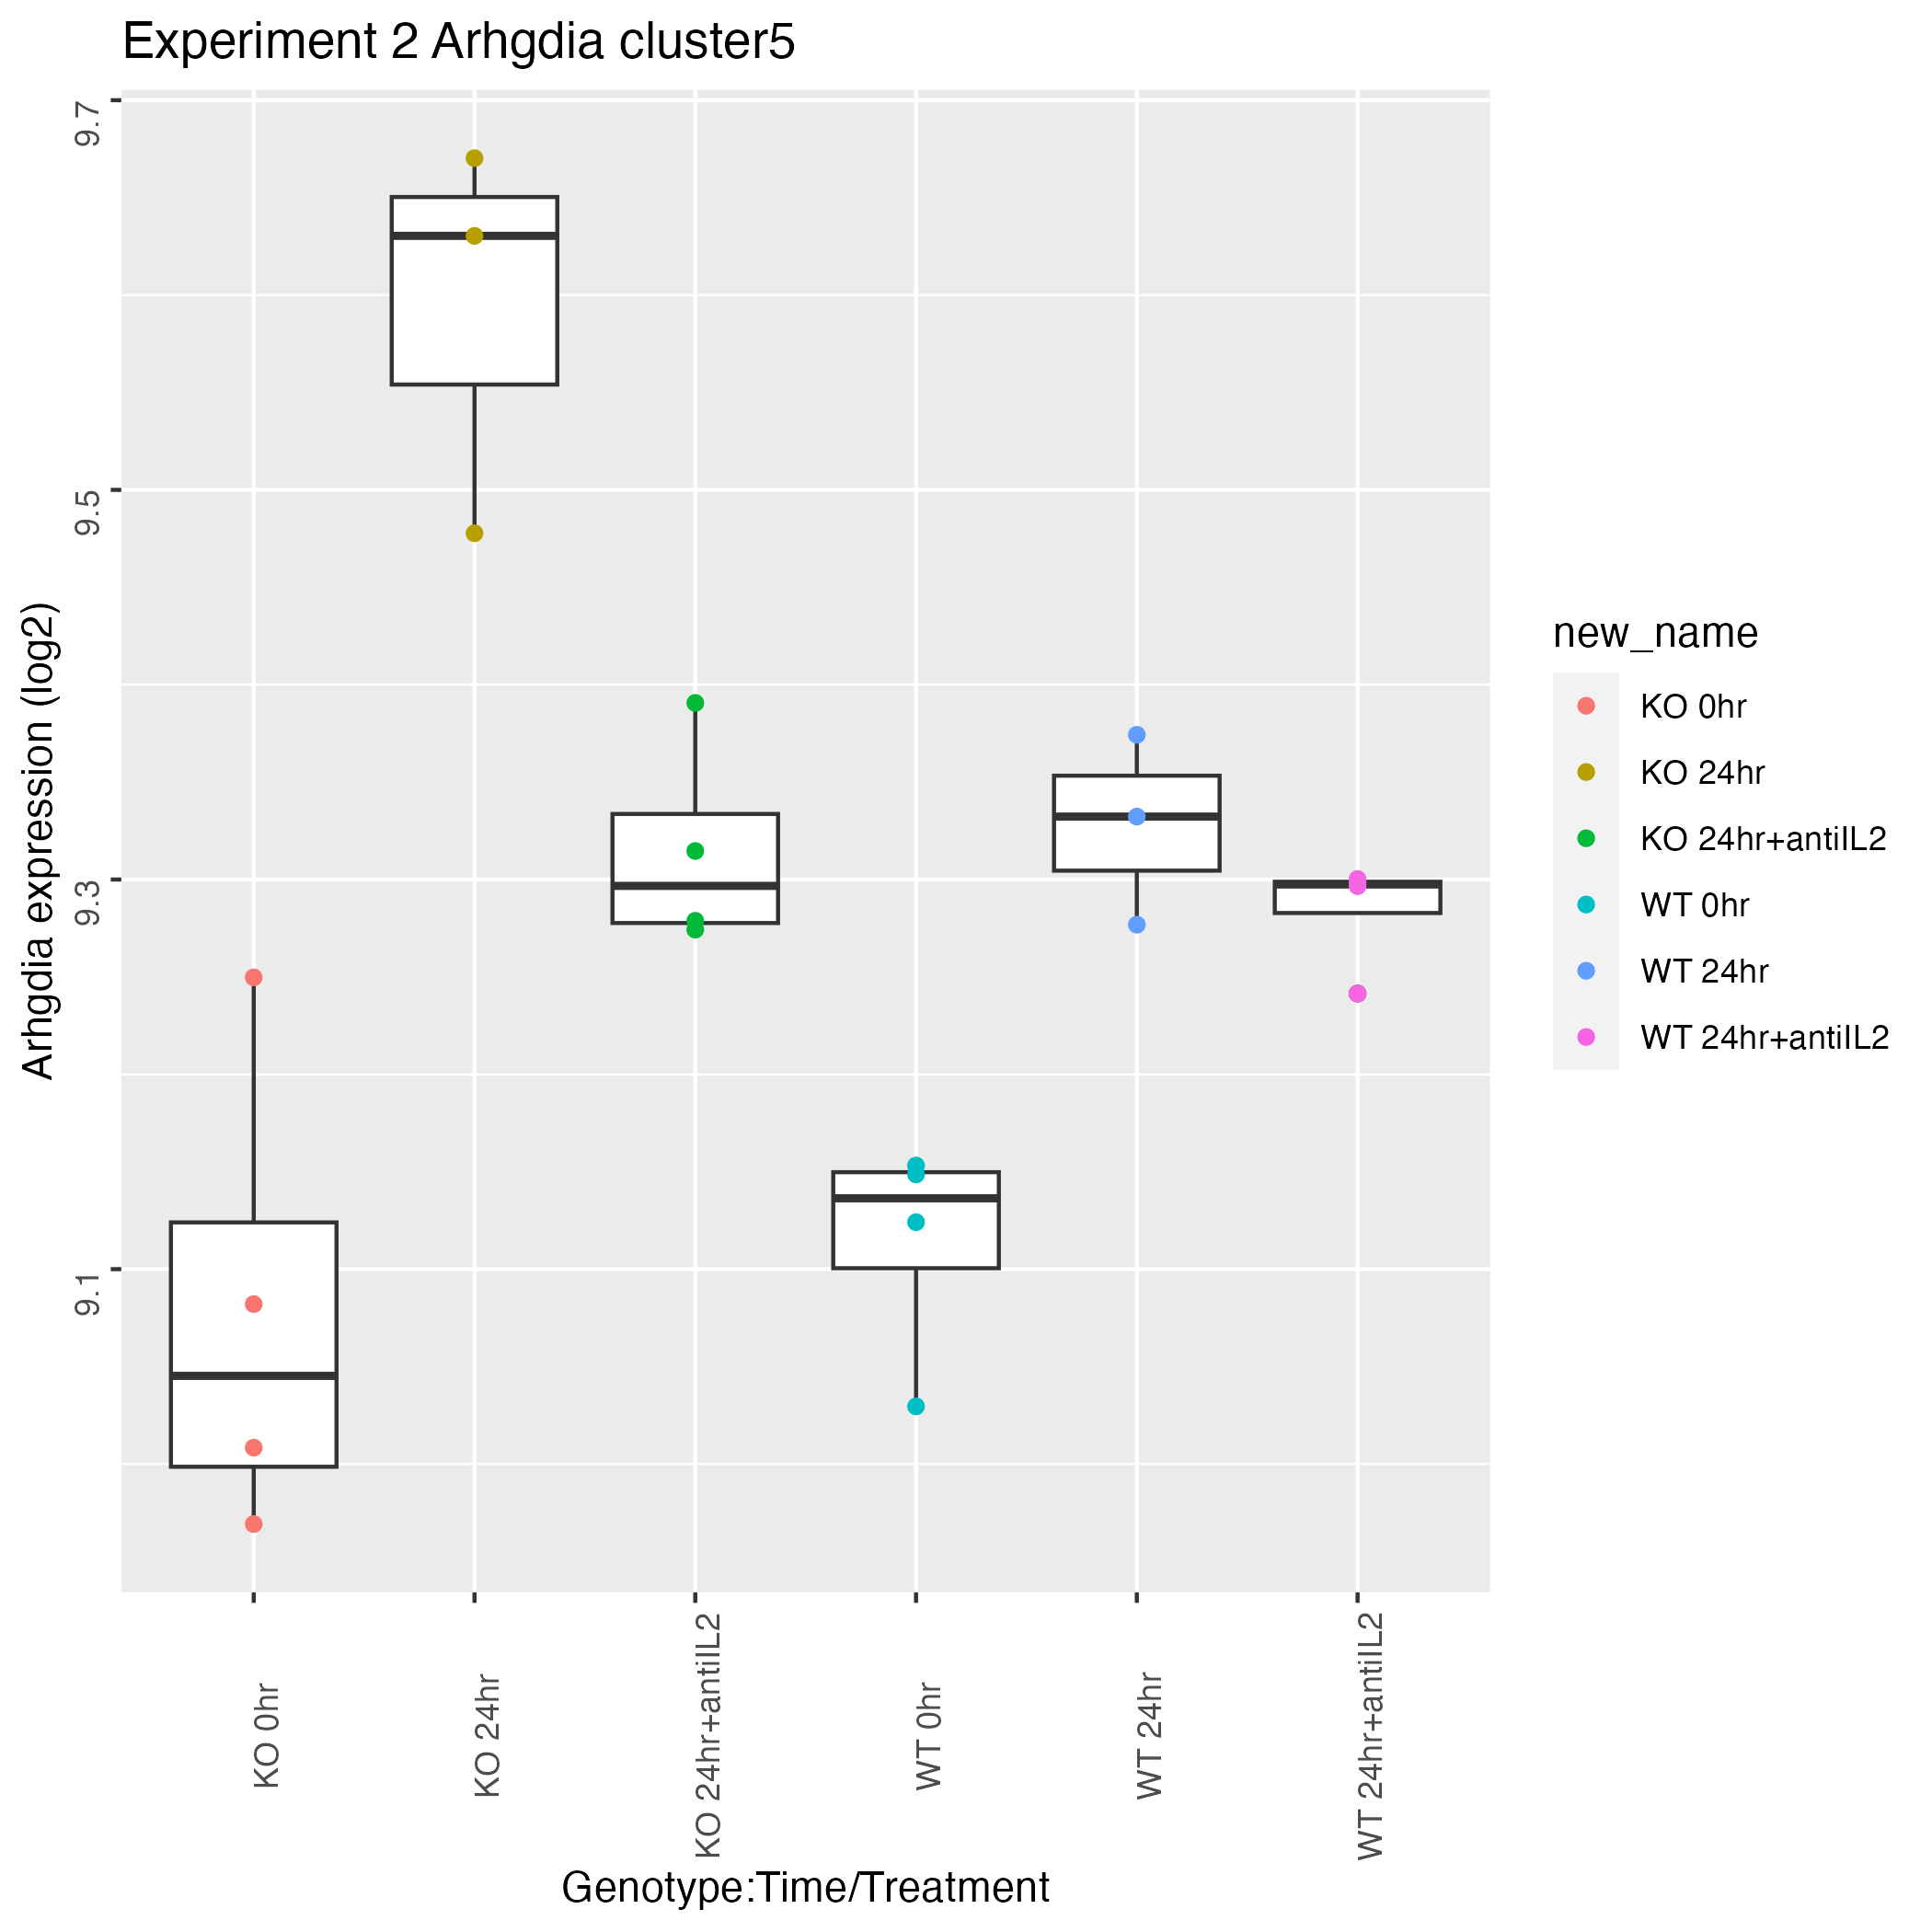 Experiment 2 Arhgdia cluster5
Arhgdia expression (log2)
9.7
9.5
9.3
9.1
KO 0hr
KO 24hr
KO 24hr+antiIL2
WT 0hr
WT 24hr
WT 24hr+antiIL2
Genotype:Time/Treatment
new_name
KO 0hr
KO 24hr
KO 24hr+antiIL2
WT 0hr
WT 24hr
WT 24hr+antiIL2